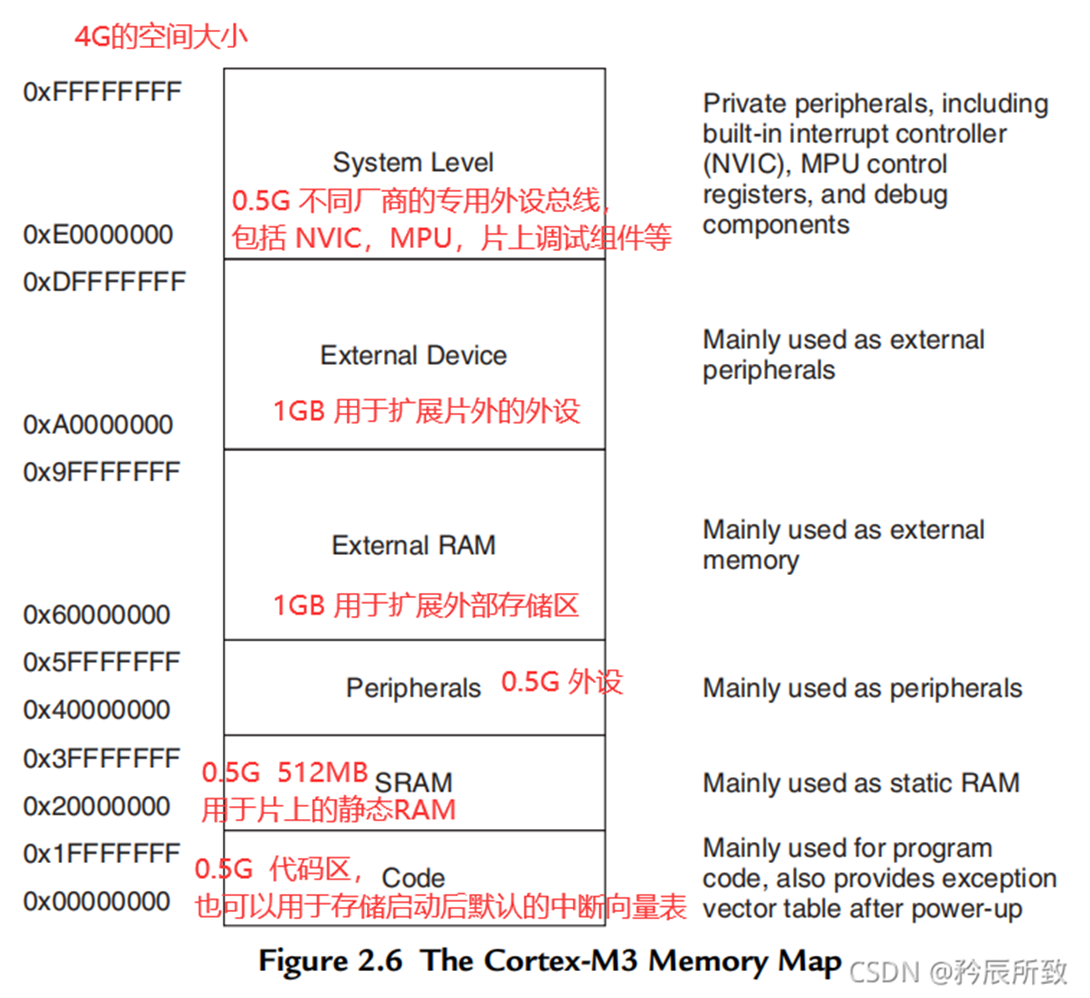 4G的空间大小
0xFFFFFFFF
System Level
0.5G 不同厂商的专用外设总线，
包括 NVIC，MPU，片上调试组件等
Private peripherals, including
built-in interrupt controller
(NVIC), MPU control
registers, and debug
components
0xE0000000
0xDFFFFFFF
External Device
1GB 用于扩展片外的外设
Mainly used as external
peripherals
0xA0000000
0x9FFFFFFF
External RAM
1GB 用于扩展外部存储区
Mainly used as external
memory
0x60000000
0x5FFFFFFF
Peripherals
0.5G 外设
Mainly used as peripherals
0x40000000
0x3FFFFFFF
0.5G 512MB
SRAM
用于片上的静态RAM
Mainly used as static RAM
0x20000000
0x1FFFFFFF
0.5G 代码区，
Code
也可以用于存储启动后默认的中断向量表
Mainly used for program
code, also provides exception
vector table after power-up
0x00000000
Figure 2.6 The Cortex-M3 Memory Map
CSDN @矜辰所致